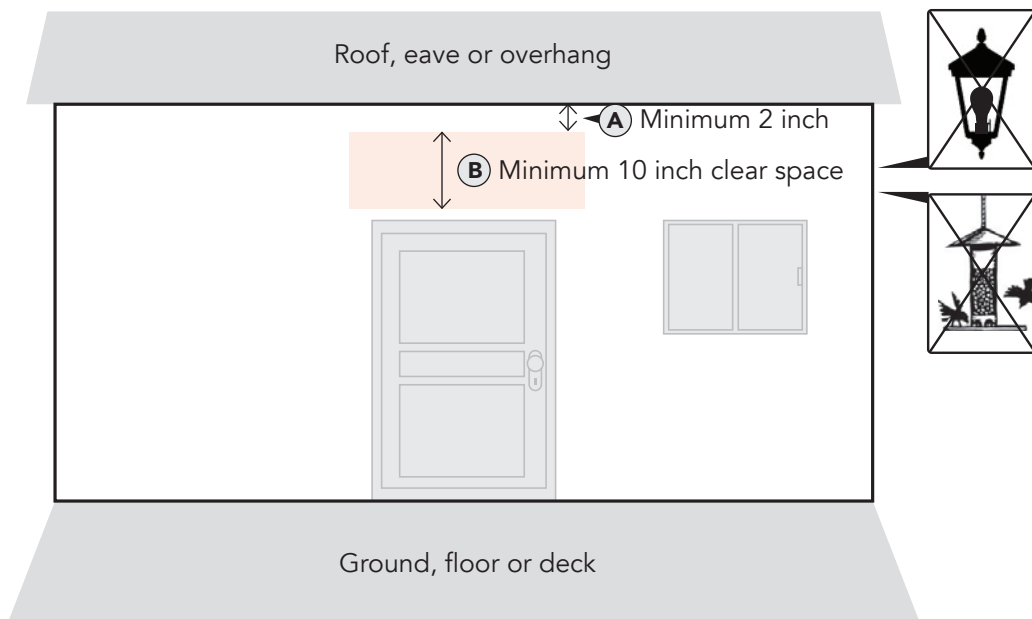 Roof, eave or overhang
A Minimum 2 inch
B Minimum 10 inch clear space
Ground, floor or deck